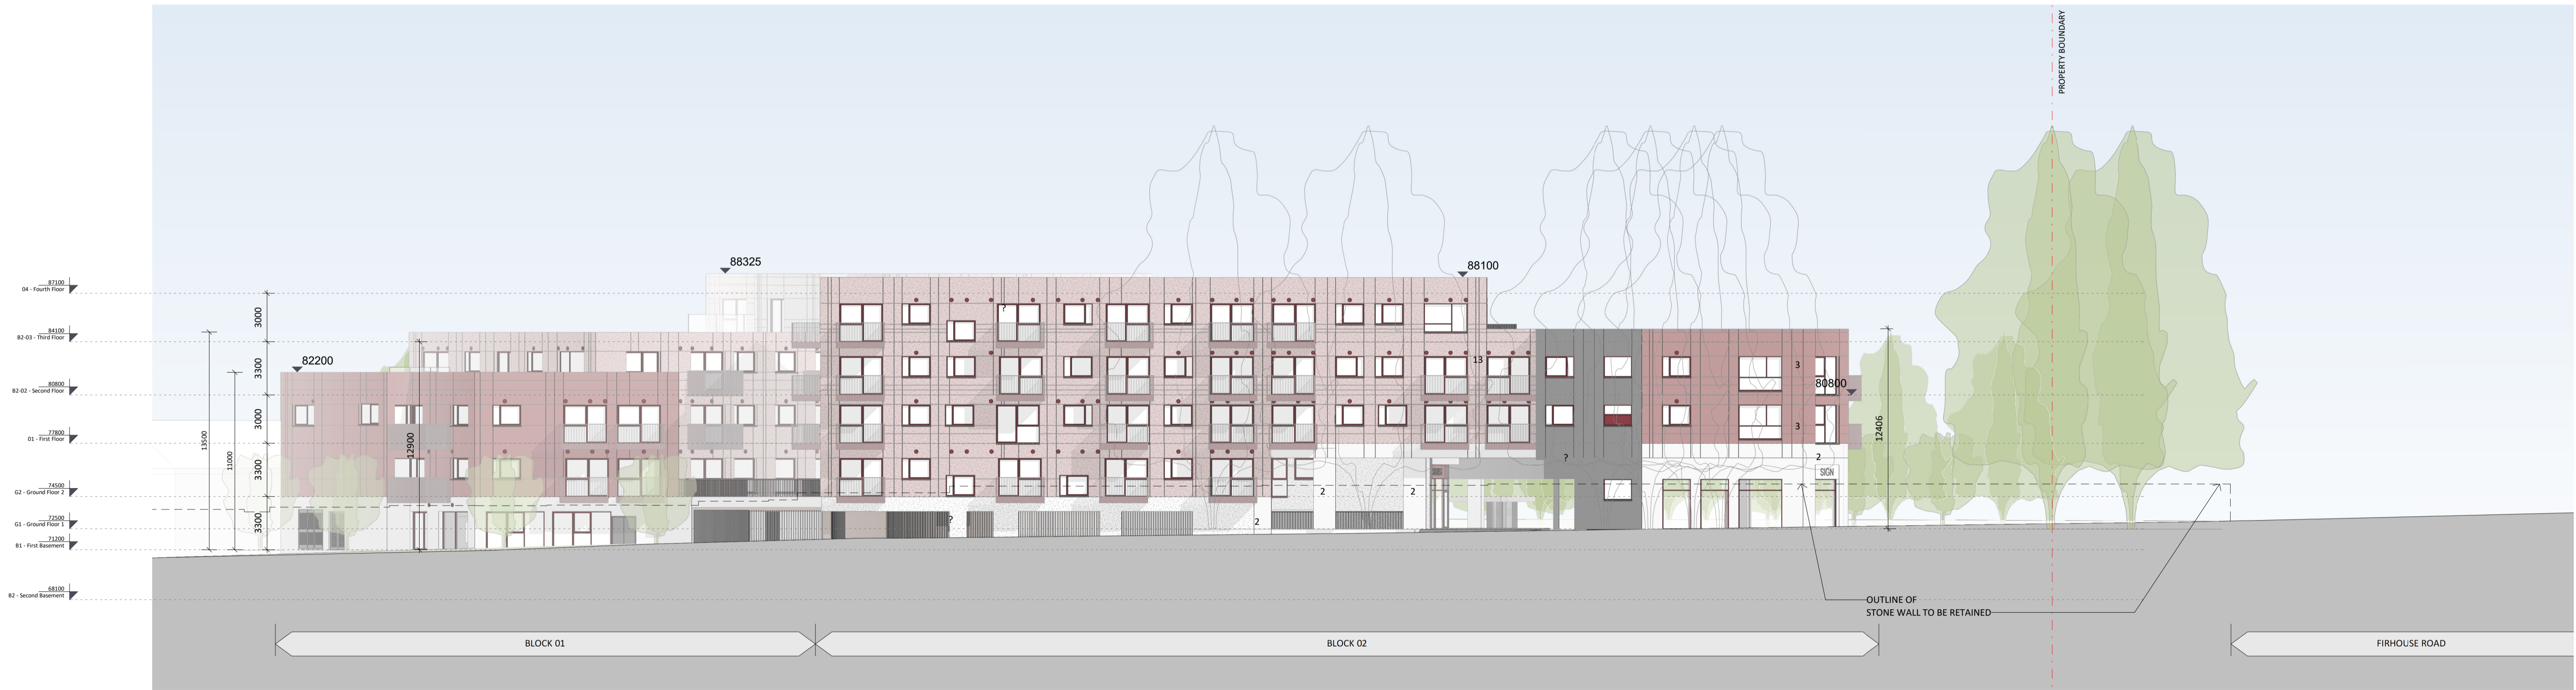 PROPERTY BOUNDARY
88325
88100
87100
04 - Fourth Floor
3000
84100
B2-03 - Third Floor
3300
13
3
82200
80800
80800
B2-02 - Second Floor
3000
13500
11000
12900
12406
77800
01 - First Floor
3
?
?
2
3300
SIGN
74500
G2 - Ground Floor 2
2
2
72500
G1 - Ground Floor 1
3300
?
2
71200
B1 - First Basement
68100
B2 - Second Basement
OUTLINE OF
STONE WALL TO BE RETAINED
BLOCK 01
BLOCK 02
FIRHOUSE ROAD